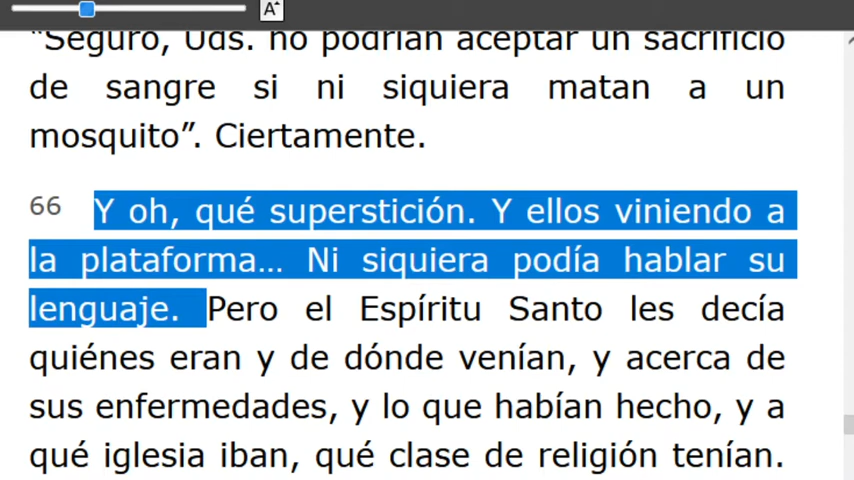 A
"Seguro, Uds. no podrían aceptar un sacrificio
de sangre si ni siquiera matan a un
mosquito”. Ciertamente.
66 Y oh, qué superstición. Y ellos viniendo a
la plataforma… Ni siquiera podía hablar su
lenguaje. Pero el Espíritu Santo les decía
quiénes eran y de dónde venían, y acerca de
sus enfermedades, y lo que habían hecho, y a
qué iglesia iban, qué clase de religión tenían.